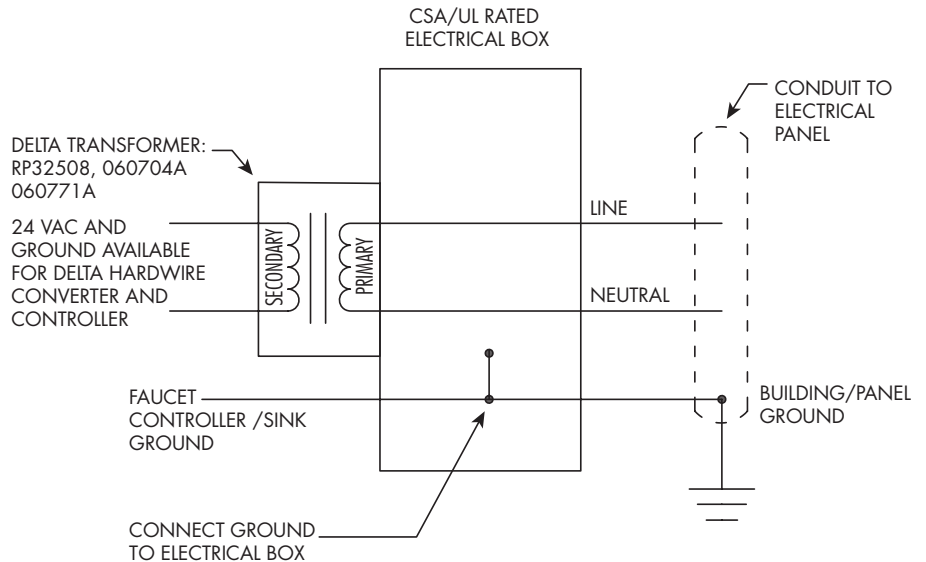 CSA/UL RATED
ELECTRICAL BOX
CONDUIT TO
ELECTRICAL
PANEL
DELTA TRANSFORMER:
RP32508, 060704A
060771A
24 VAC AND
GROUND AVAILABLE
FOR DELTA HARDWIRE
CONVERTER AND
CONTROLLER
SECONDARY
PRIMARY
LINE
NEUTRAL
FAUCET
CONTROLLER /SINK
GROUND
BUILDING/PANEL
GROUND
CONNECT GROUND
TO ELECTRICAL BOX